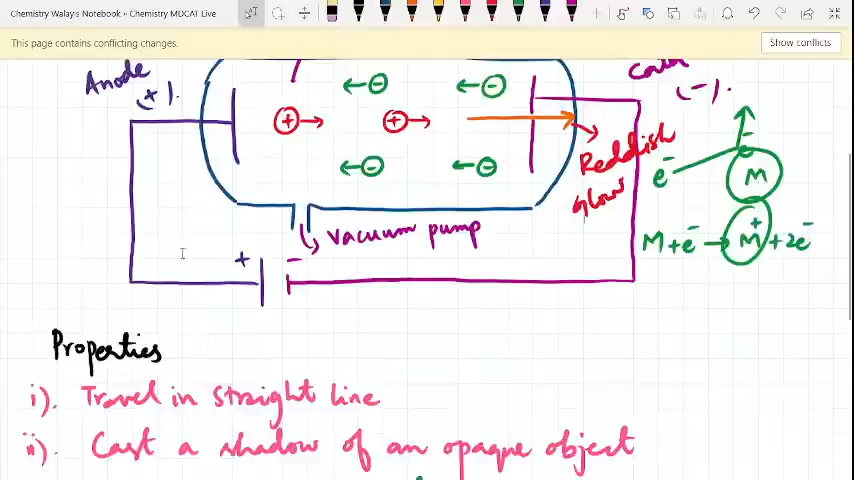 Chemistry Walay's Notebook » Chemistry MDCAT Live
This page contains conflicting changes.
Show conflicts
Anode
(+).
(-).
Reddish
glow
e-
M
M+e- → M+ + 2e-
vacuum pump
+
-
Properties
i). Travel in straight line
ii). Cast a shadow of an opaque object